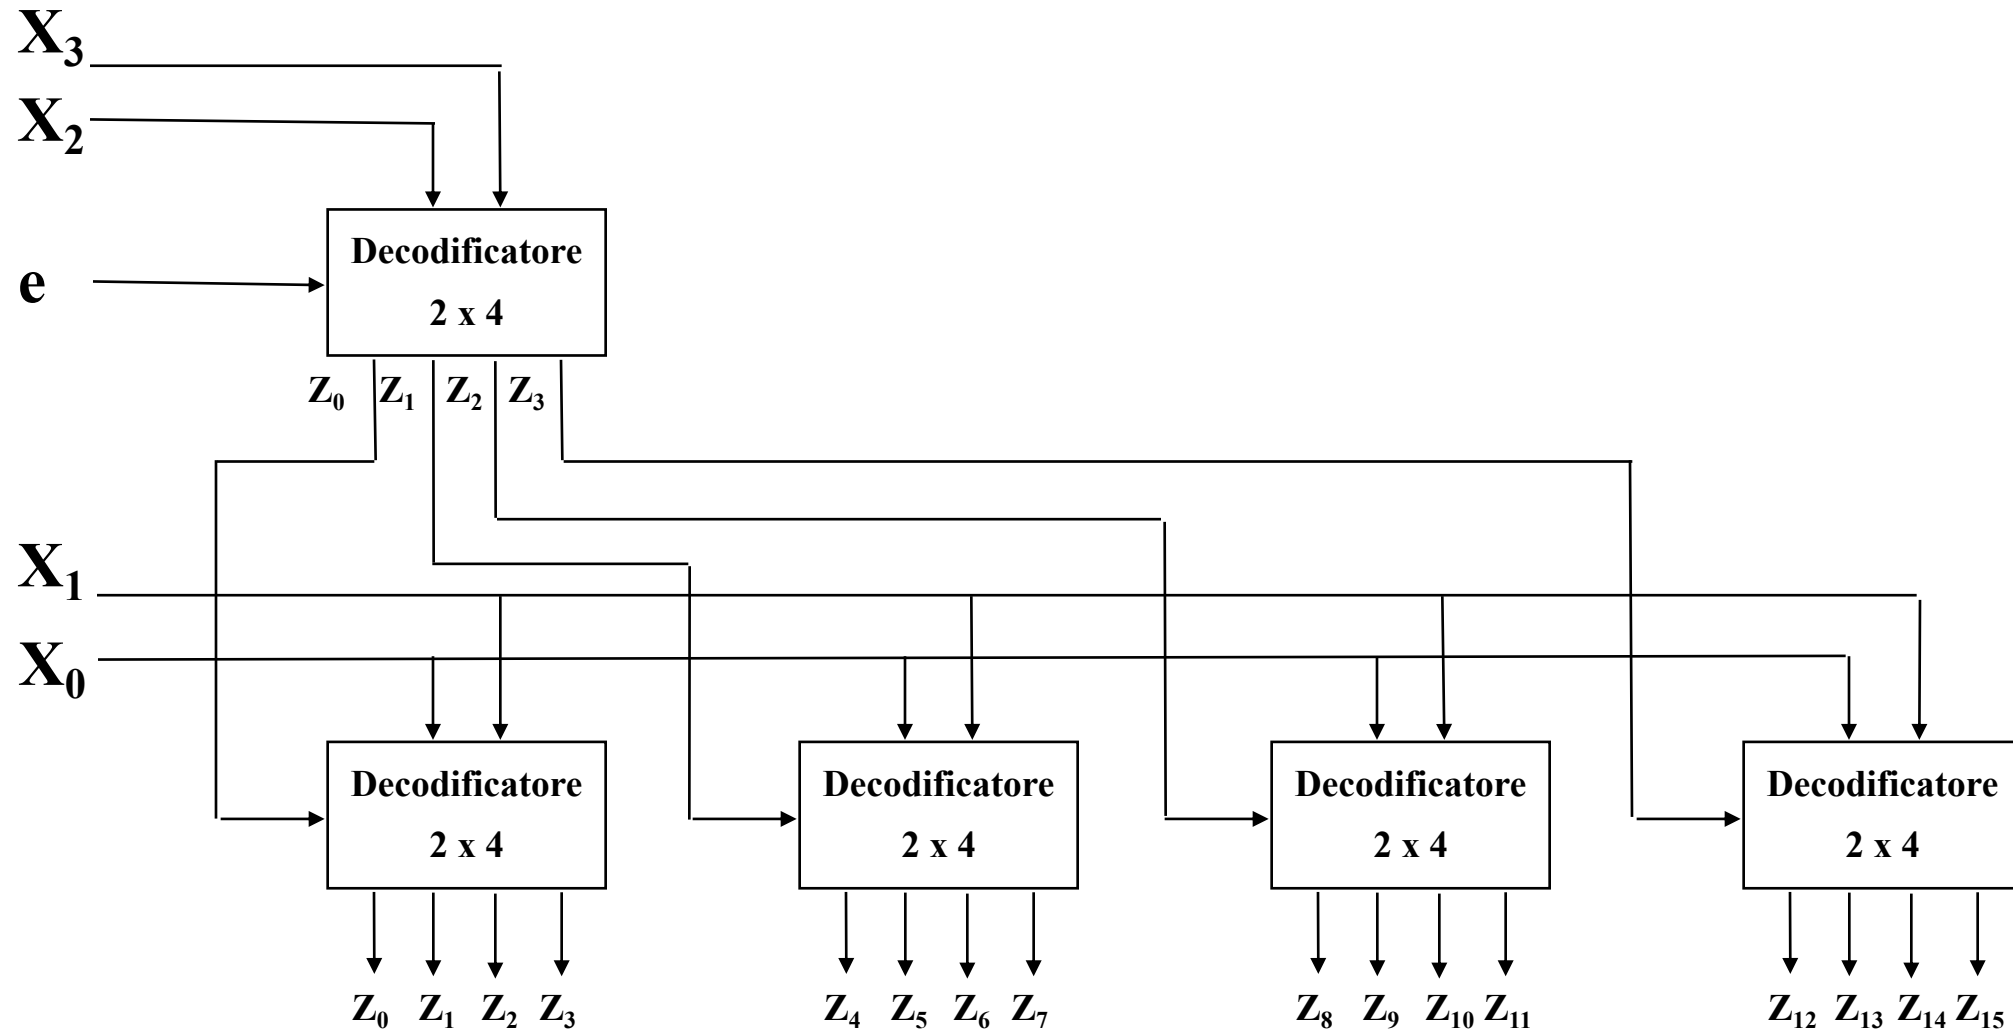 X₃
X₂
e
Decodificatore
2 x 4
Z₀ Z₁ Z₂ Z₃
X₁
X₀
Decodificatore
2 x 4
Decodificatore
2 x 4
Decodificatore
2 x 4
Decodificatore
2 x 4
Z₀ Z₁ Z₂ Z₃
Z₄ Z₅ Z₆ Z₇
Z₈ Z₉ Z₁₀ Z₁₁
Z₁₂ Z₁₃ Z₁₄ Z₁₅